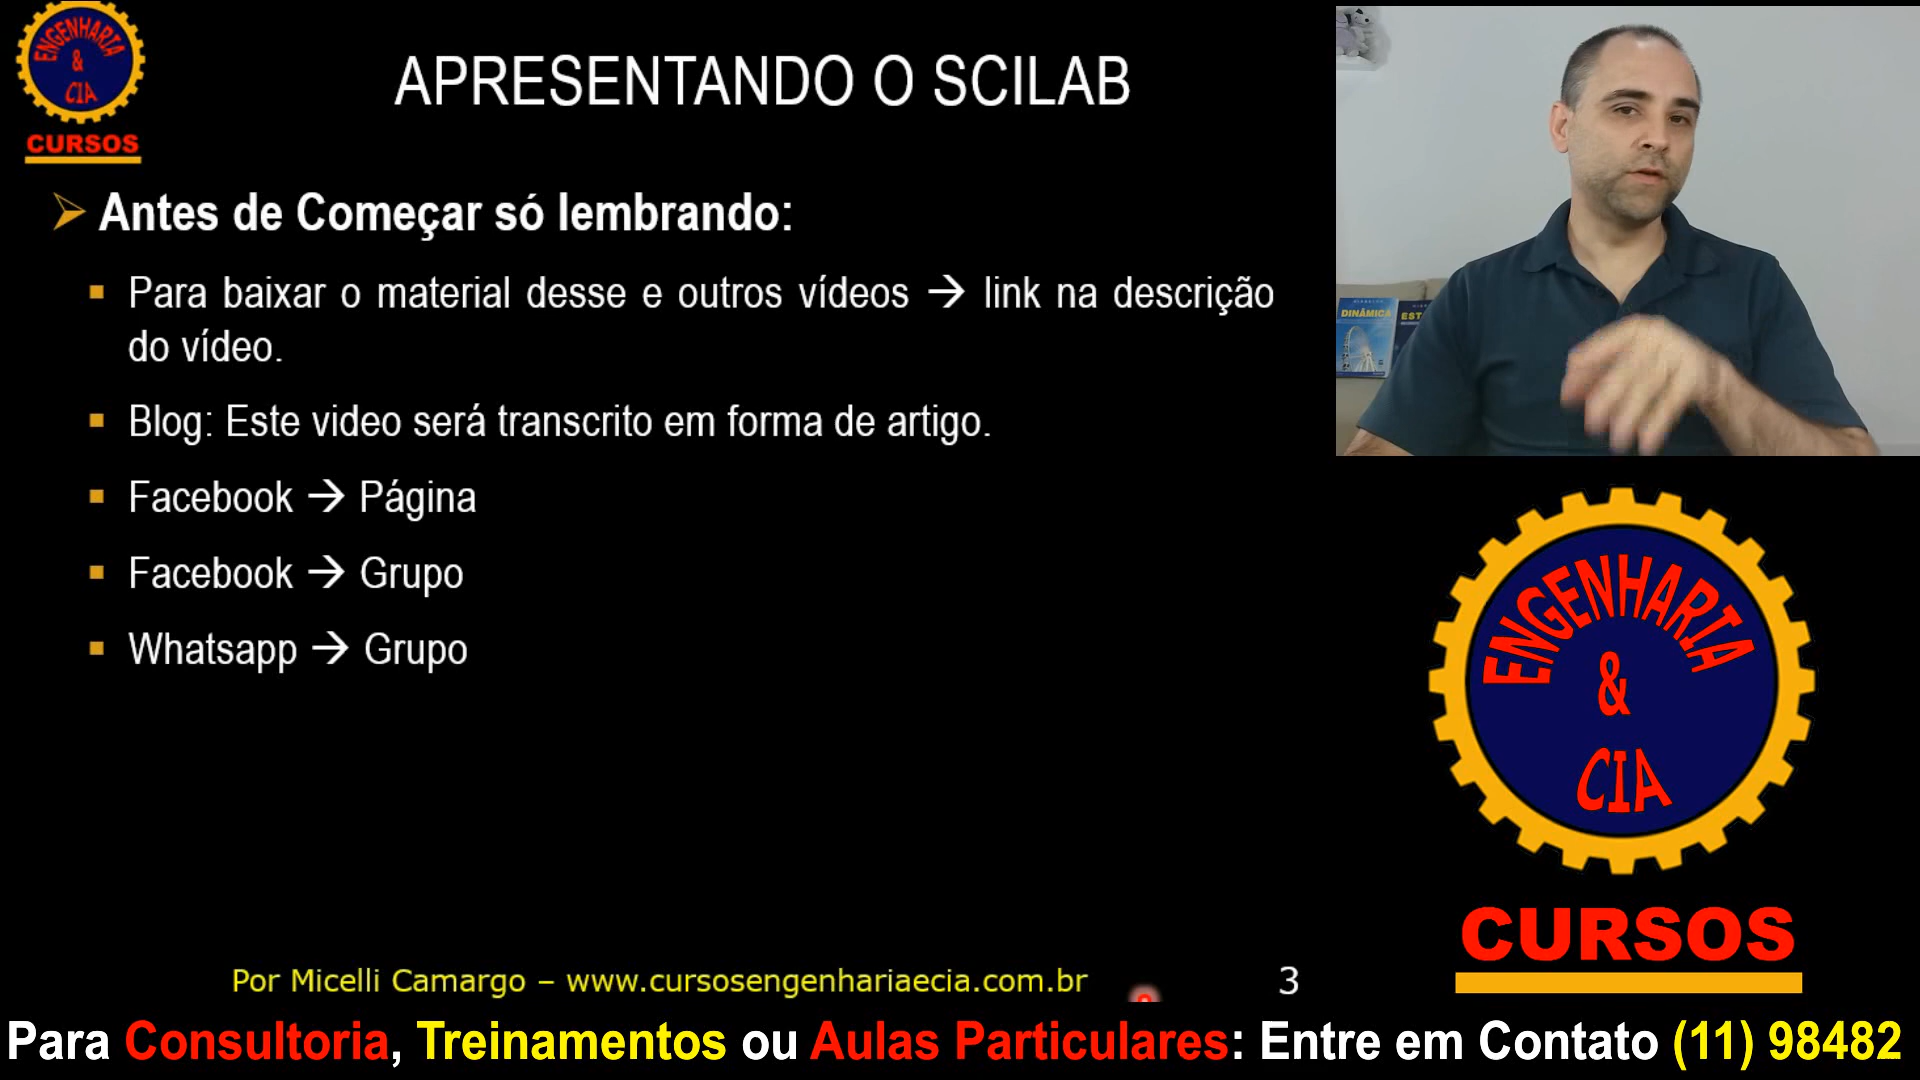 ENGENHARIA
&
CIA
CURSOS
APRESENTANDO O SCILAB
Antes de Começar só lembrando:
Para baixar o material desse e outros vídeos → link na descrição
do vídeo.
Blog: Este video será transcrito em forma de artigo.
Facebook → Página
Facebook → Grupo
Whatsapp → Grupo
DINÂMICA
EST
ENGENHARIA
&
CIA
CURSOS
Por Micelli Camargo – www.cursosengenhariaecia.com.br
3
Para Consultoria, Treinamentos ou Aulas Particulares: Entre em Contato (11) 98482